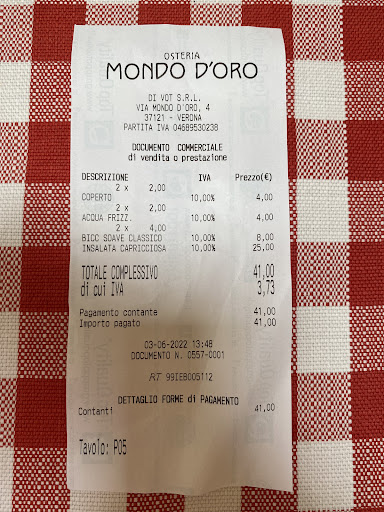 OSTERIA
MONDO D'ORO
DI VOT S.R.L.
VIA MONDO D'ORO, 4
37121 - VERONA
PARTITA IVA 04689530238
DOCUMENTO COMMERCIALE
di vendita o prestazione
DESCRIZIONE IVA Prezzo(€)
2 x 2,00
COPERTO 10,00% 4,00
2 x 2,00
ACQUA FRIZZ. 10,00% 4,00
2 x 4,00
BICC SOAVE CLASSICO 10,00% 8,00
INSALATA CAPRICCIOSA 10,00% 25,00
TOTALE COMPLESSIVO 41,00
di cui IVA 3,73
Pagamento contante 41,00
Importo pagato 41,00
03-06-2022 13:48
DOCUMENTO N. 0557-0001
RT 99IEB005112
DETTAGLIO FORME di PAGAMENTO
Contanti 41,00
Tavolo: P05